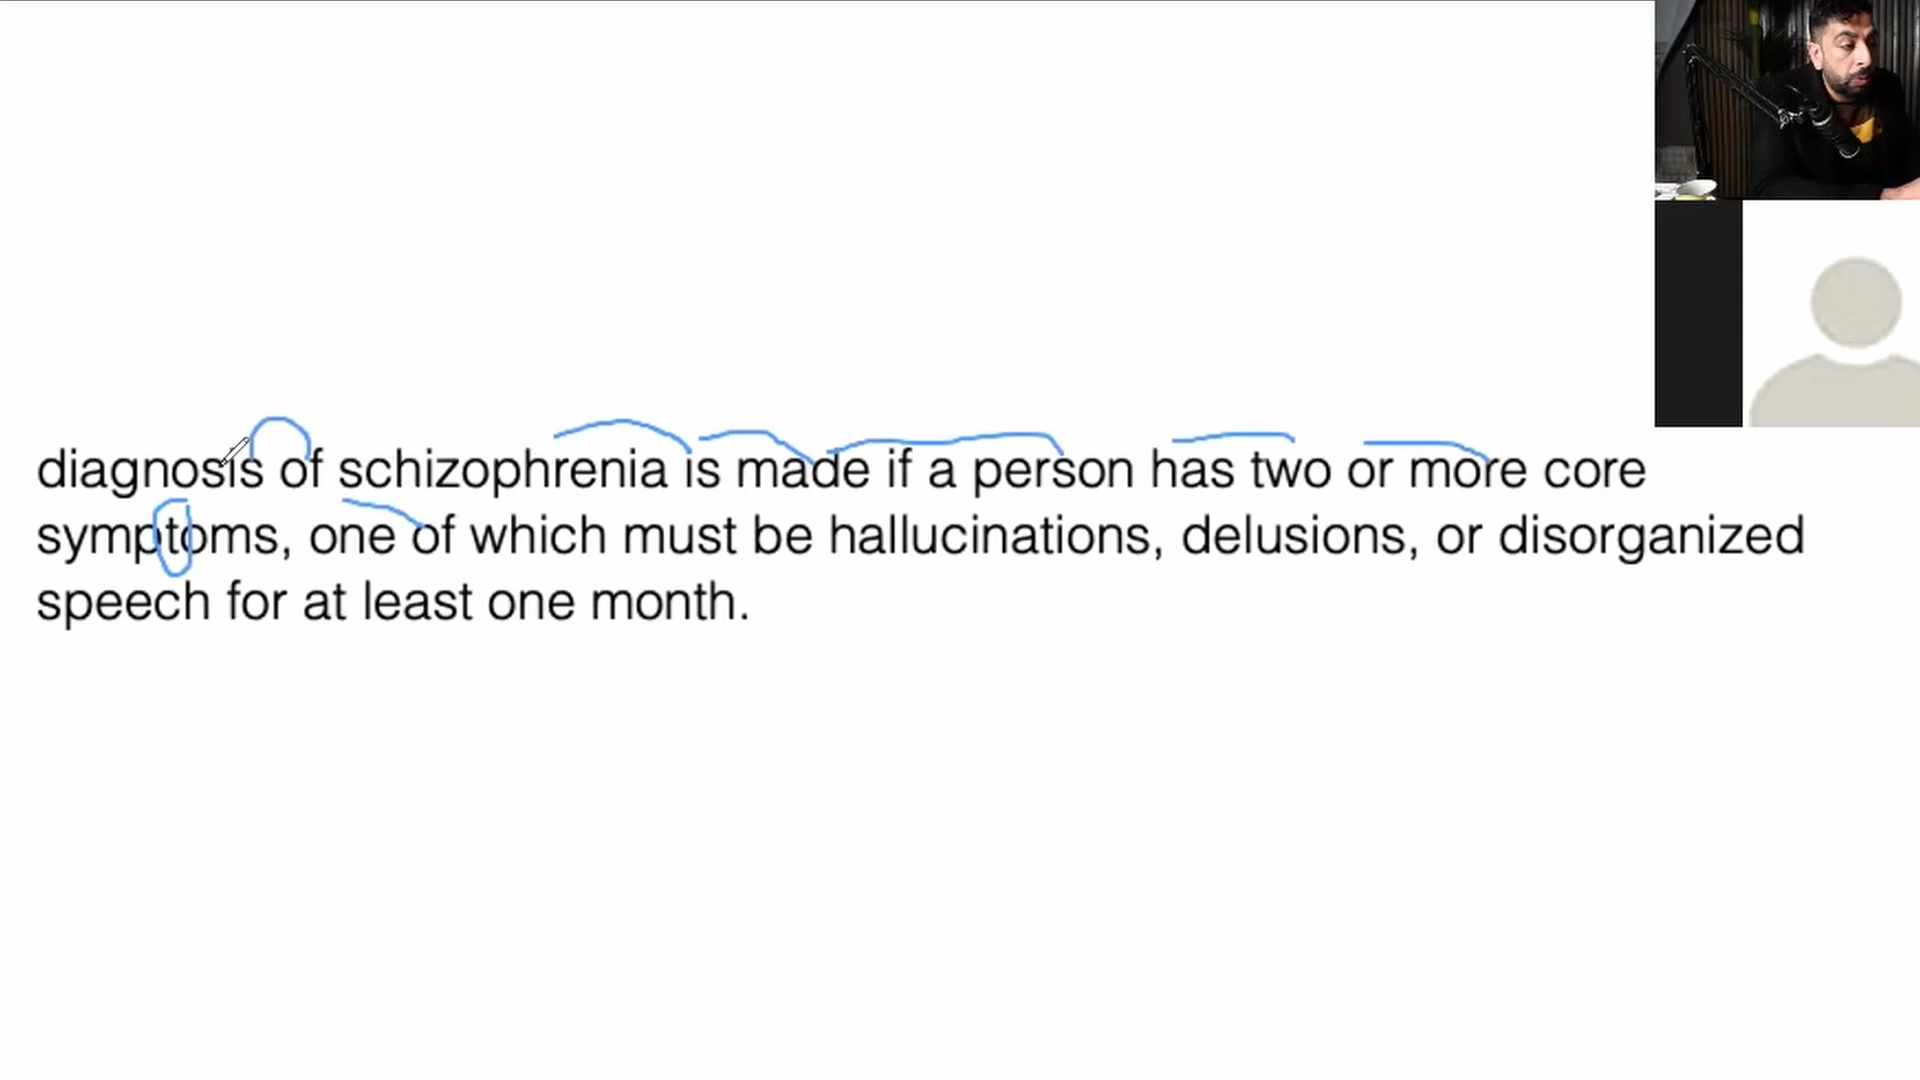 diagnosis of schizophrenia is made if a person has two or more core
symptoms, one of which must be hallucinations, delusions, or disorganized
speech for at least one month.